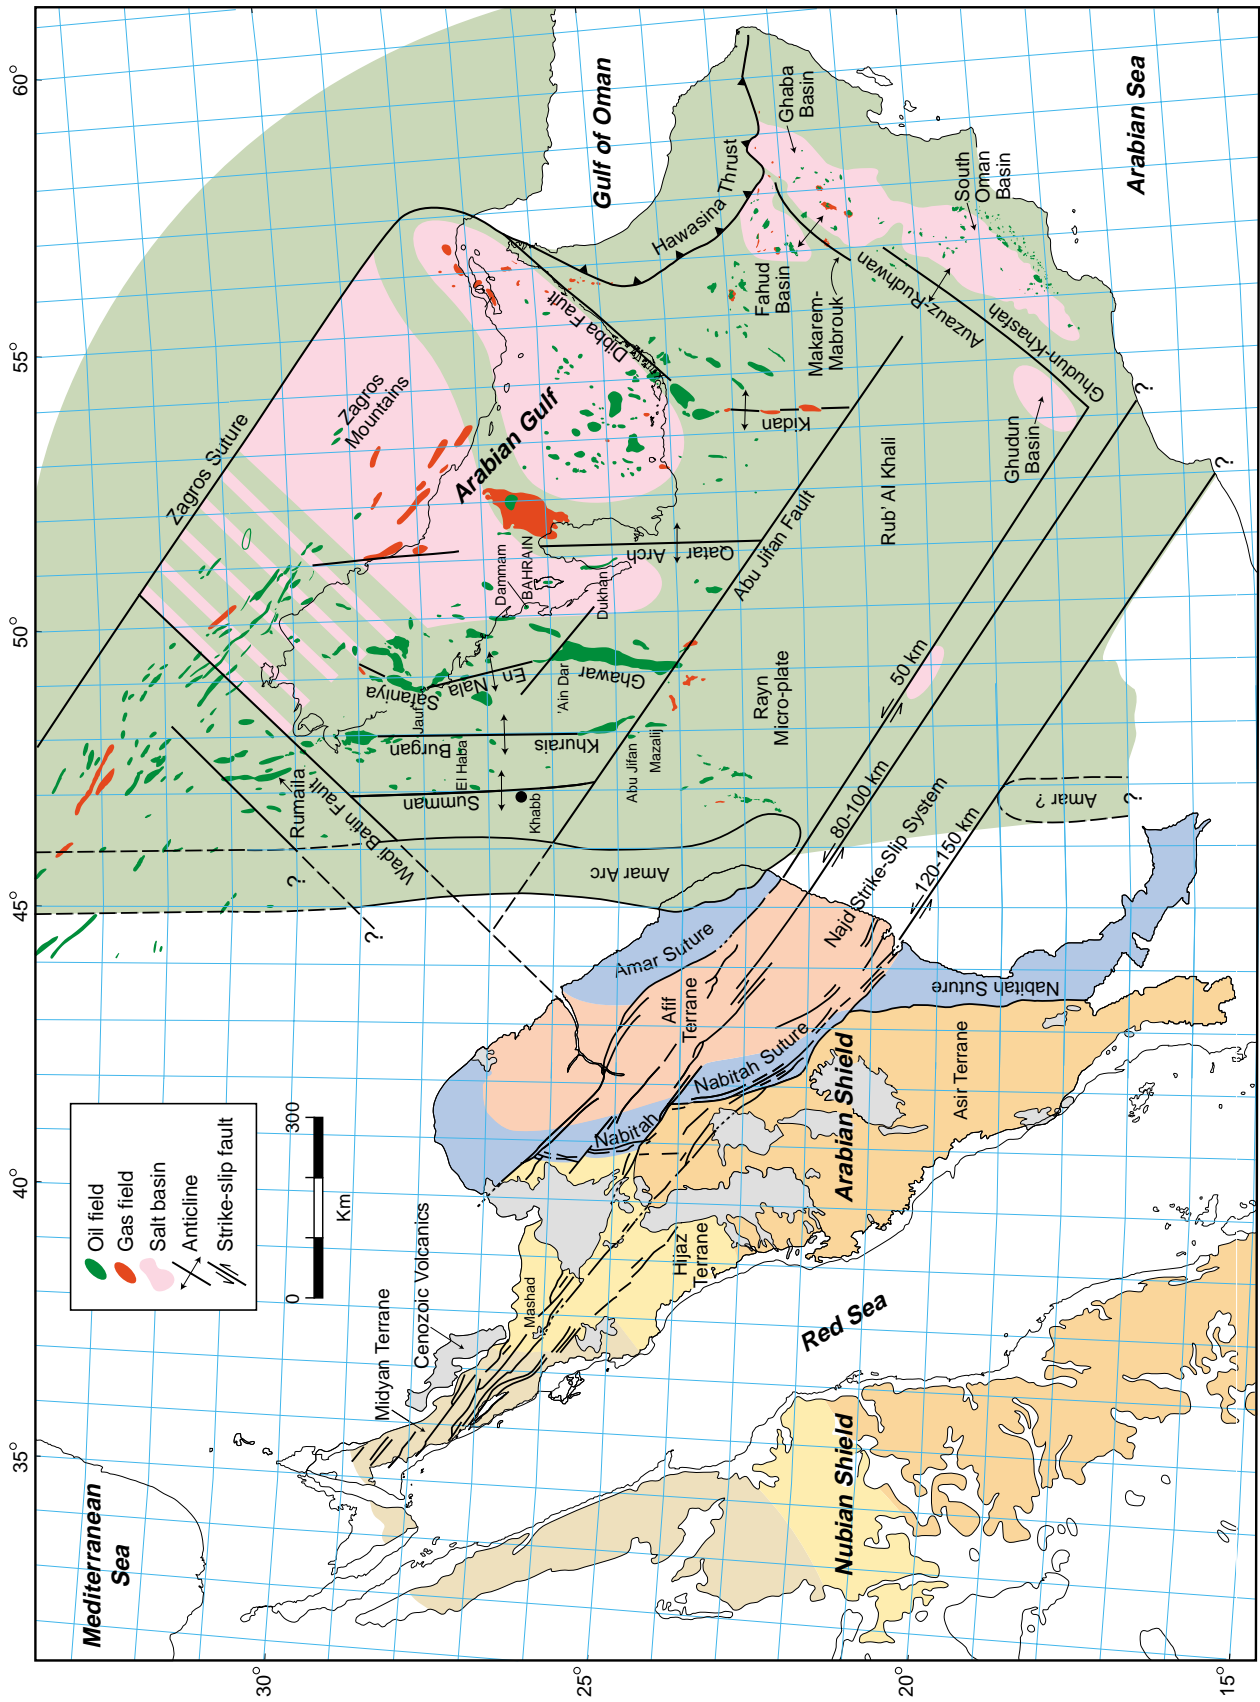 60°
55°
50°
45°
40°
35°
30°
25°
20°
15°
Mediterranean
Sea
Oil field
Gas field
Salt basin
Anticline
Strike-slip fault
0
300
Km
Midyan Terrane
Cenozoic Volcanics
Mashad
Hijaz
Terrane
Red Sea
Nubian Shield
Arabian Shield
Asir Terrane
Nabitah
Nabitah Suture
Nabitah Suture
Afif
Terrane
Amar Suture
Najd Strike-Slip System
120-150 km
80-100 km
50 km
Amar ?
?
Amar Arc
?
?
Wadi Batin Fault
Rumaila
Summan
El Haba
Khabb
Burgan
Jauf
Khurais
Abu Jifan
Mazalij
Safaniya
Nala
En
'Ain Dar
Ghawar
Dammam
BAHRAIN
Dukhan
Qatar
Arch
Abu Jifan Fault
Rayn
Micro-plate
Rub' Al Khali
Zagros Suture
Zagros
Mountains
Arabian Gulf
Dibba Fault
Kidan
Gulf of Oman
Hawasina Thrust
Fahud
Basin
Makarem-
Mabrouk
Ghaba
Basin
South
Oman
Basin
Auzauz-Rudhwan
Ghudun-Khasfah
Ghudun
Basin
?
?
Arabian Sea